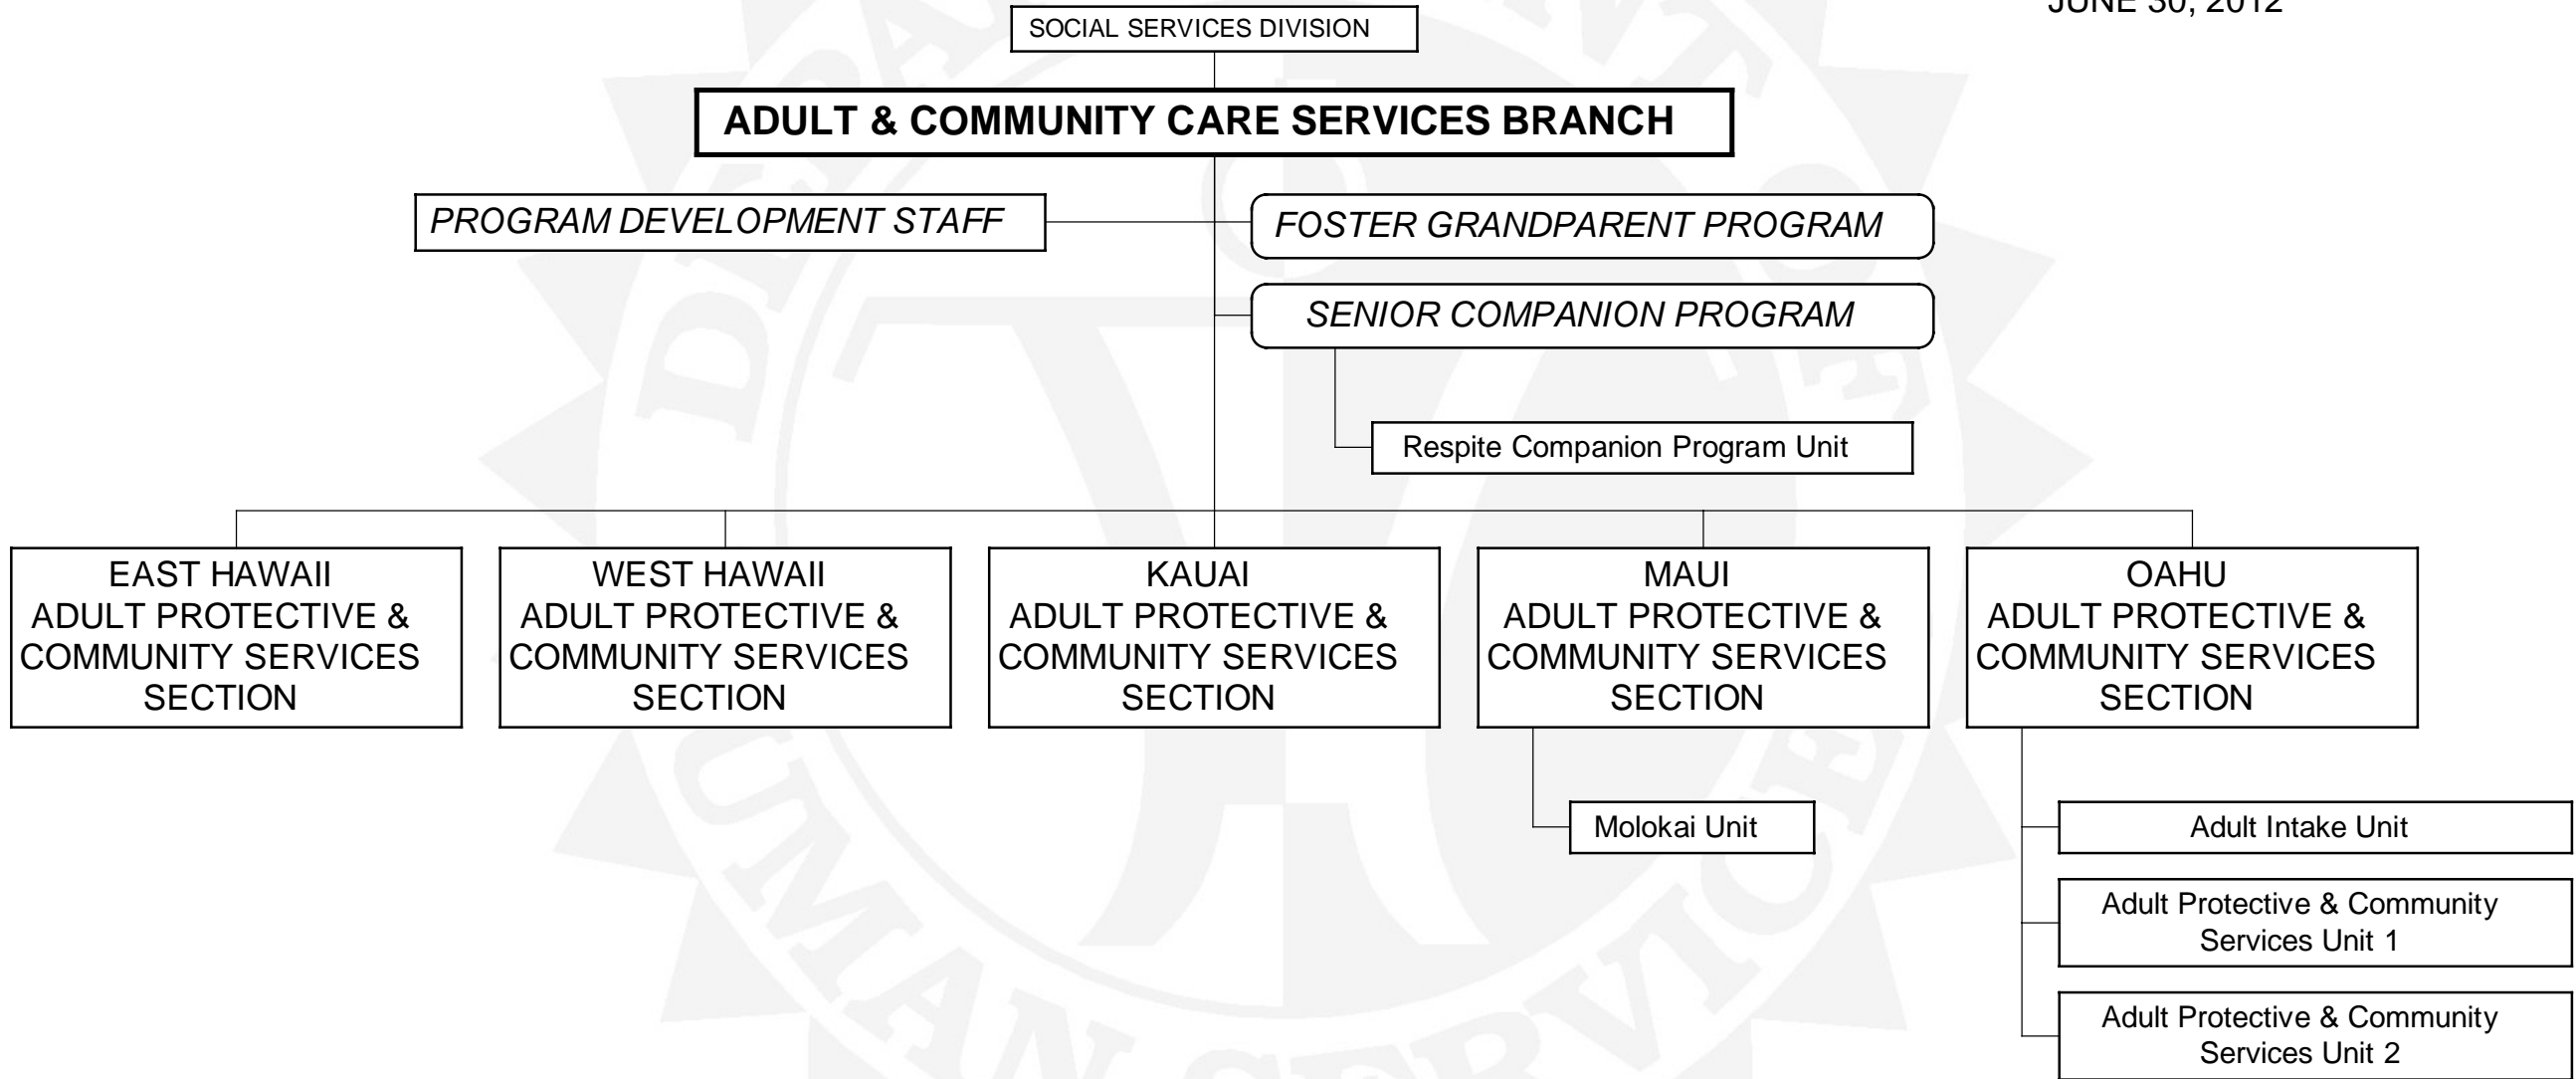 JUNE 30, 2012
SOCIAL SERVICES DIVISION
ADULT & COMMUNITY CARE SERVICES BRANCH
PROGRAM DEVELOPMENT STAFF
FOSTER GRANDPARENT PROGRAM
SENIOR COMPANION PROGRAM
Respite Companion Program Unit
EAST HAWAII
ADULT PROTECTIVE &
COMMUNITY SERVICES
SECTION
WEST HAWAII
ADULT PROTECTIVE &
COMMUNITY SERVICES
SECTION
KAUAI
ADULT PROTECTIVE &
COMMUNITY SERVICES
SECTION
MAUI
ADULT PROTECTIVE &
COMMUNITY SERVICES
SECTION
OAHU
ADULT PROTECTIVE &
COMMUNITY SERVICES
SECTION
Molokai Unit
Adult Intake Unit
Adult Protective & Community
Services Unit 1
Adult Protective & Community
Services Unit 2